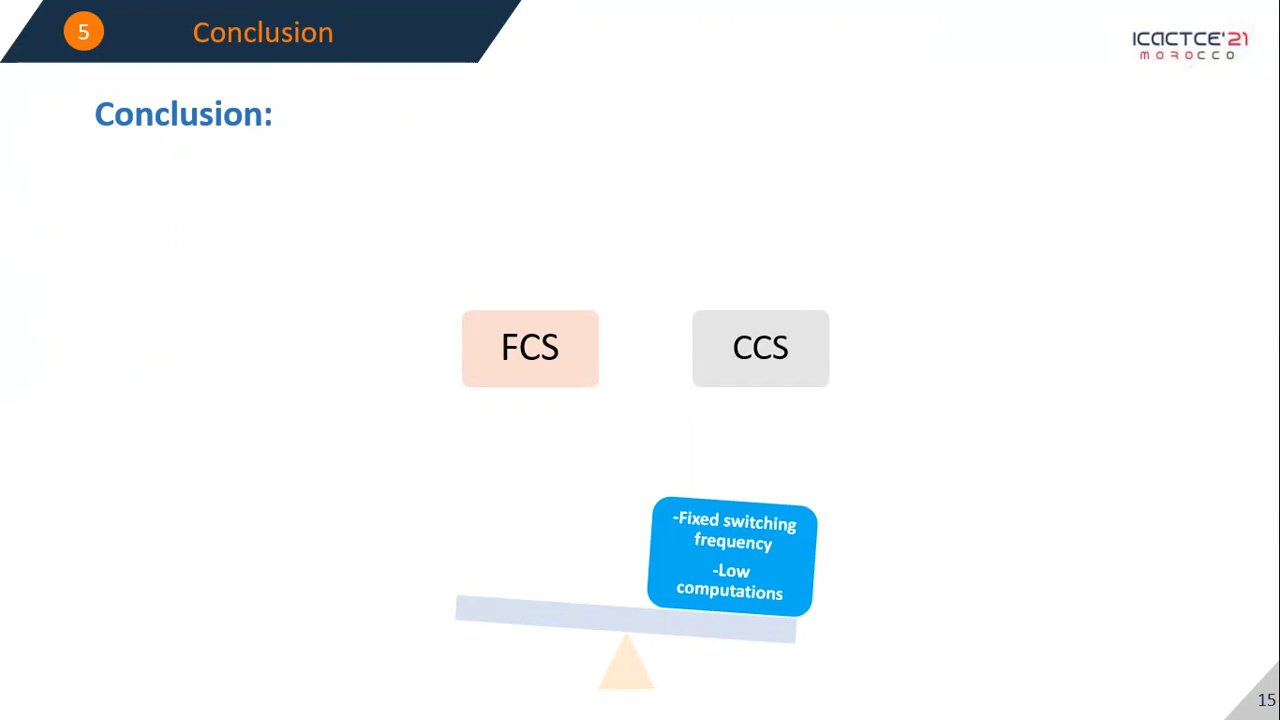 5
Conclusion
ICACTCE'21
MOROCCO
Conclusion:
FCS
CCS
-Fixed switching
frequency
-Low
computations
15